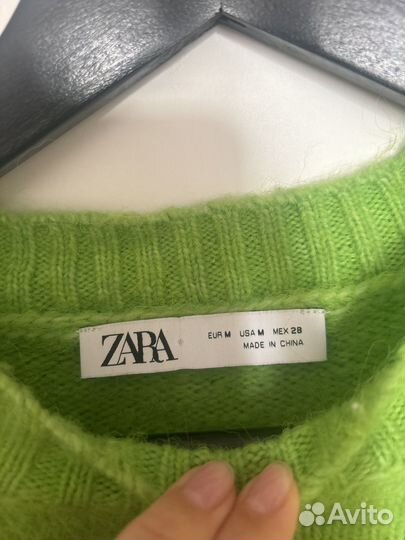 ZARA
EUR M USA M MEX 28
MADE IN CHINA
Avito